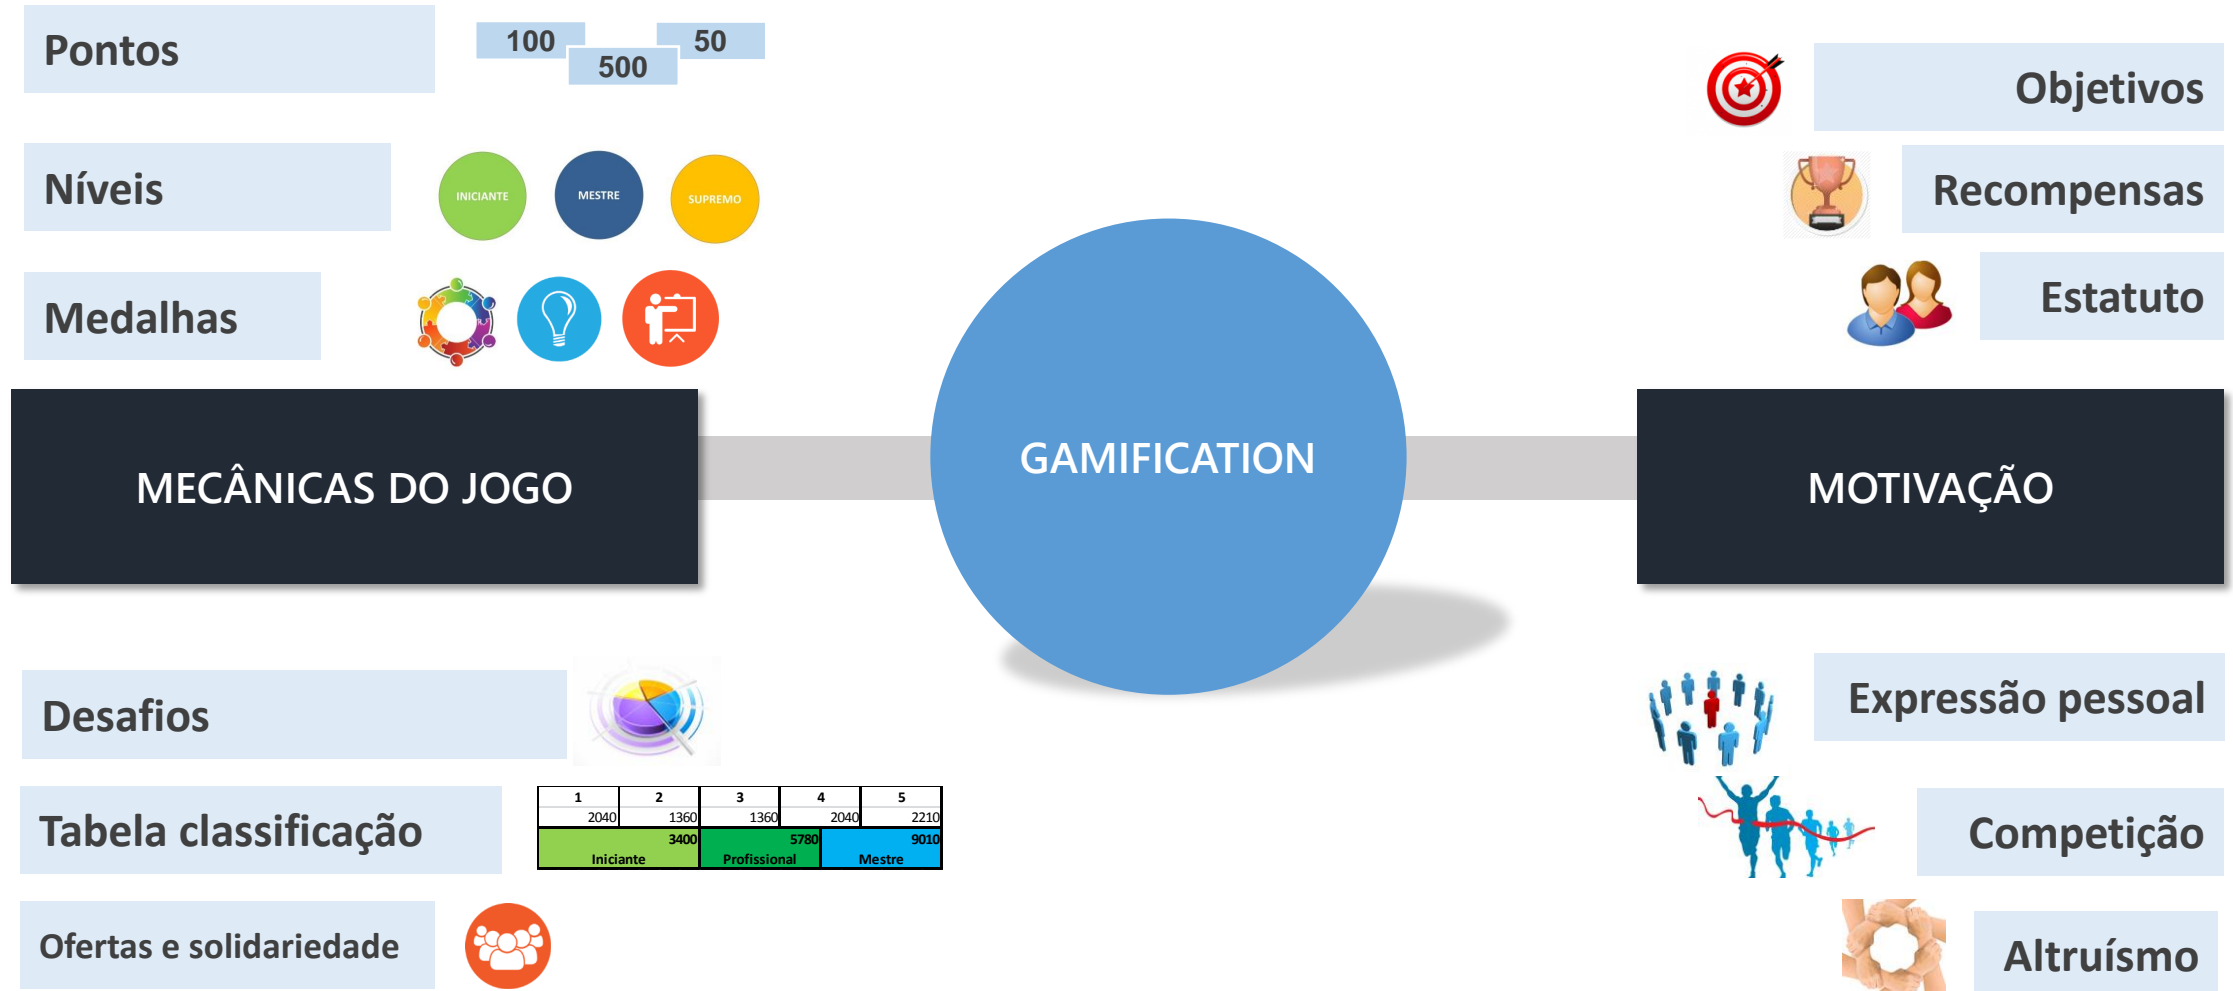 Pontos
100
500
50
Níveis
INICIANTE
MESTRE
SUPREMO
Medalhas
MECÂNICAS DO JOGO
Desafios
Tabela classificação
1 2 3 4 5
2040 1360 1360 2040 2210
3400 5780 9010
Iniciante Profissional Mestre
Ofertas e solidariedade
GAMIFICATION
Objetivos
Recompensas
Estatuto
MOTIVAÇÃO
Expressão pessoal
Competição
Altruísmo